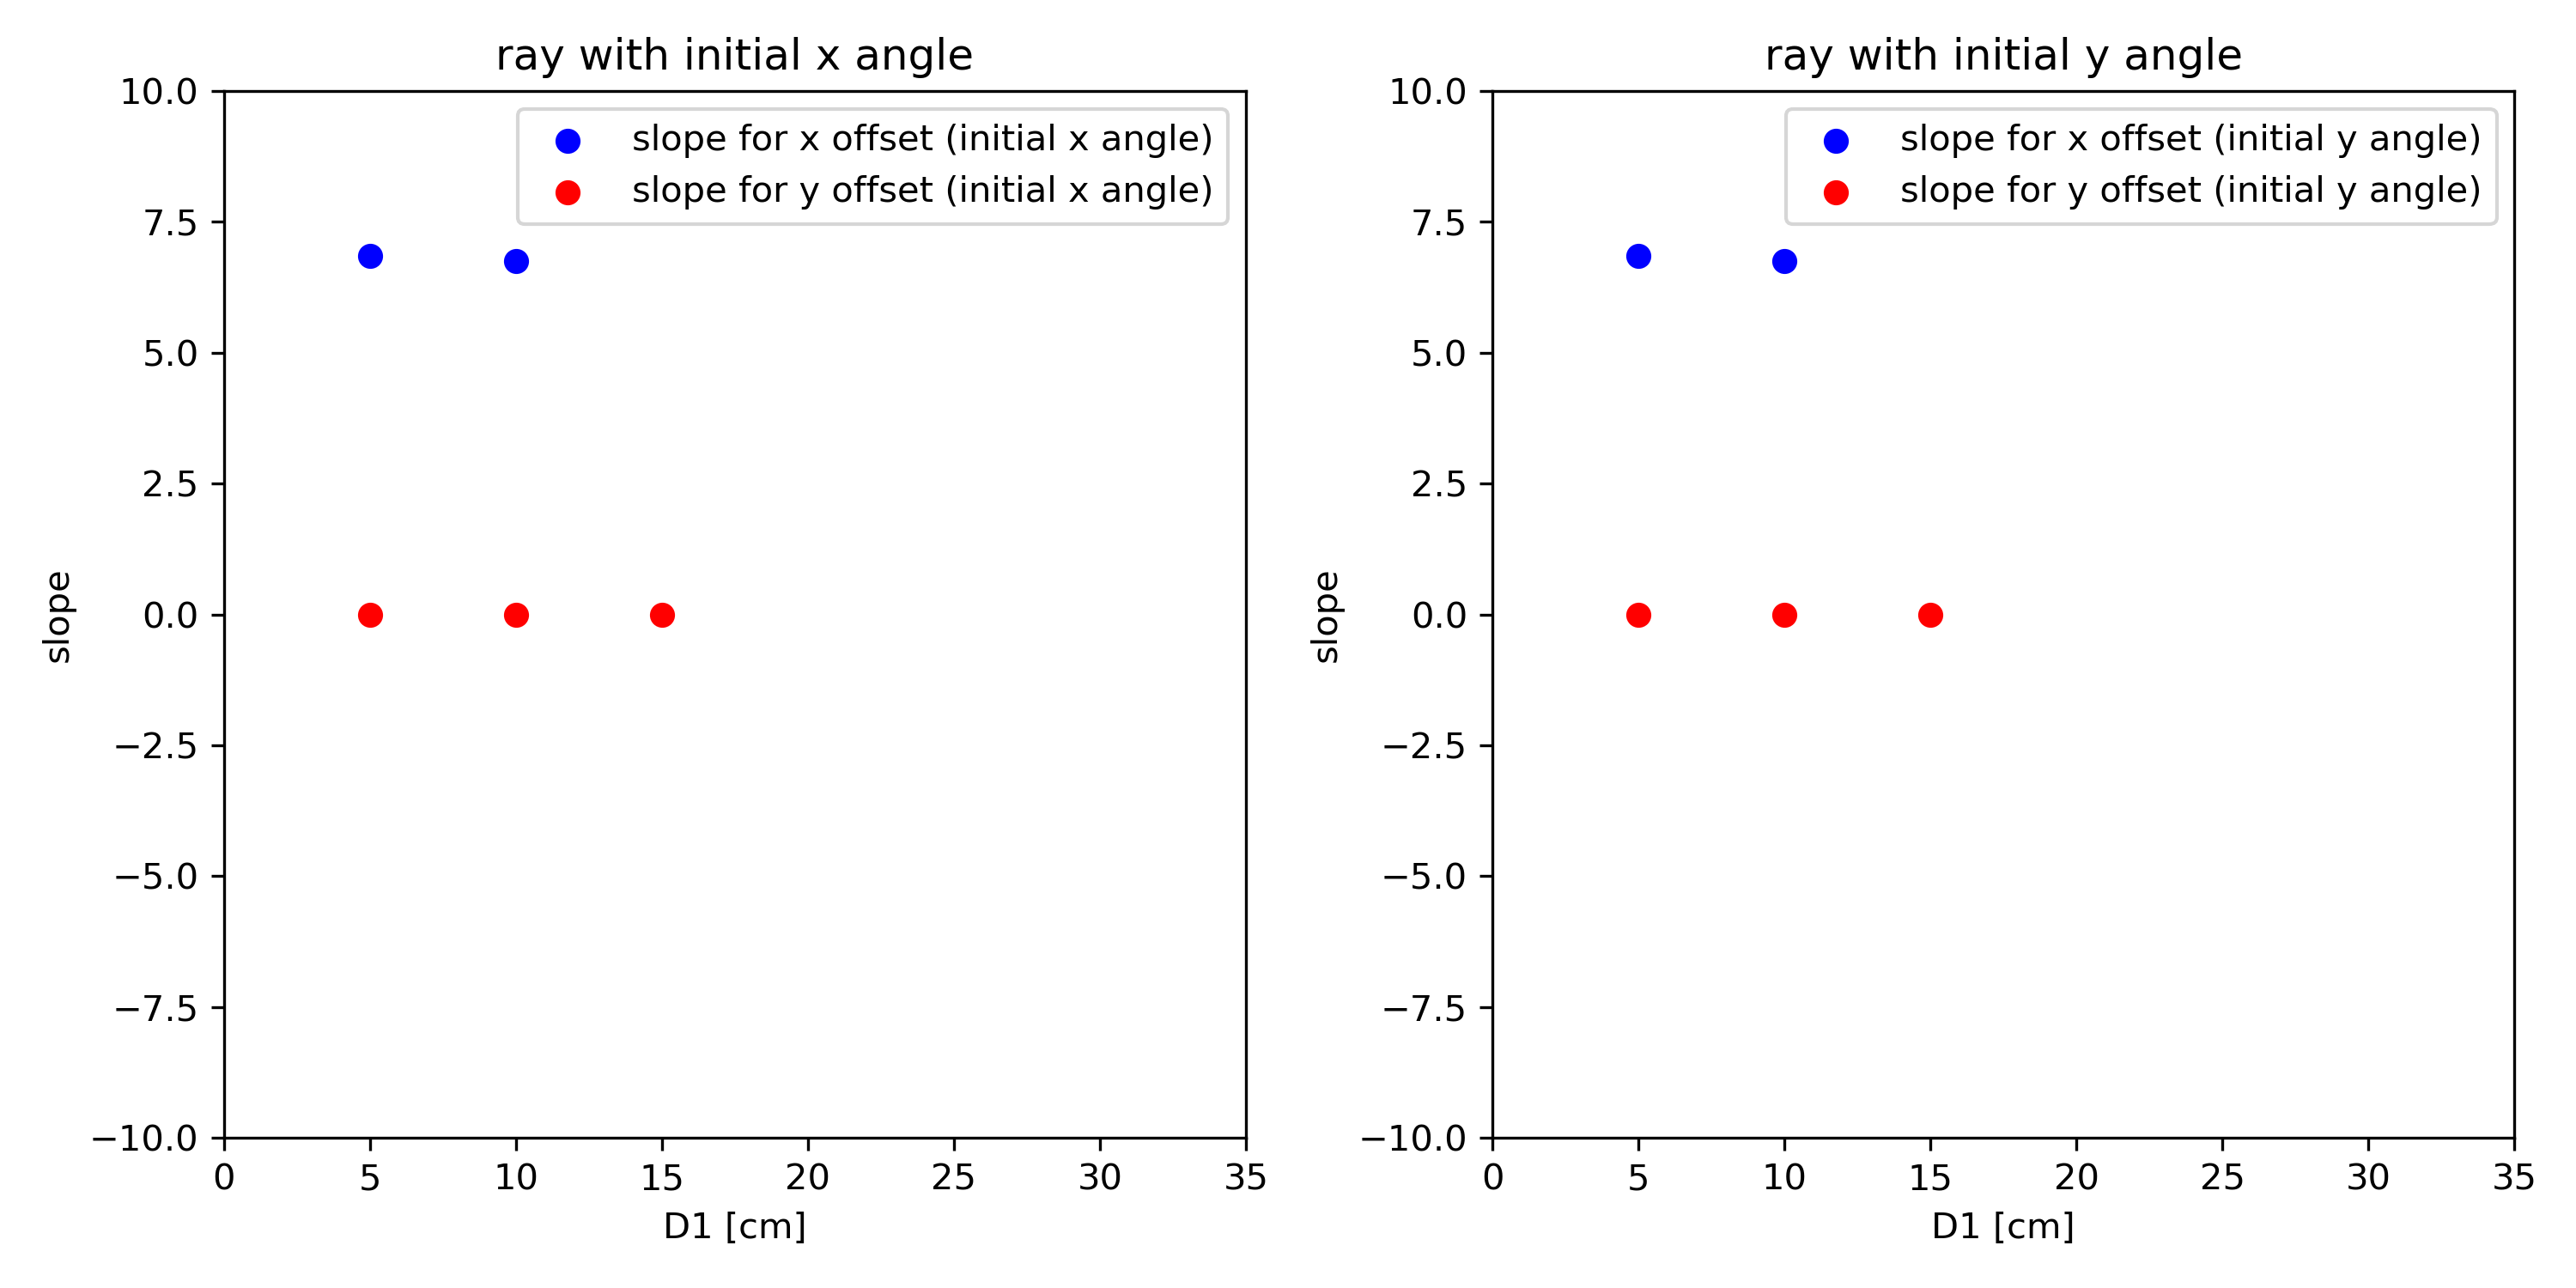 ray with initial x angle
slope for x offset (initial x angle)
slope for y offset (initial x angle)
10.0
7.5
5.0
2.5
0.0
−2.5
−5.0
−7.5
−10.0
slope
0 5 10 15 20 25 30 35
D1 [cm]
ray with initial y angle
slope for x offset (initial y angle)
slope for y offset (initial y angle)
10.0
7.5
5.0
2.5
0.0
−2.5
−5.0
−7.5
−10.0
slope
0 5 10 15 20 25 30 35
D1 [cm]